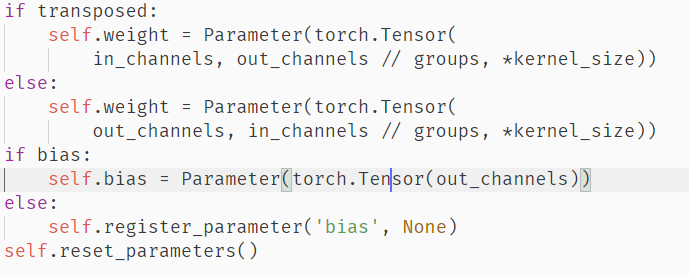 if transposed:
    self.weight = Parameter(torch.Tensor(
        in_channels, out_channels // groups, *kernel_size))
else:
    self.weight = Parameter(torch.Tensor(
        out_channels, in_channels // groups, *kernel_size))
if bias:
    self.bias = Parameter(torch.Tensor(out_channels))
else:
    self.register_parameter('bias', None)
self.reset_parameters()